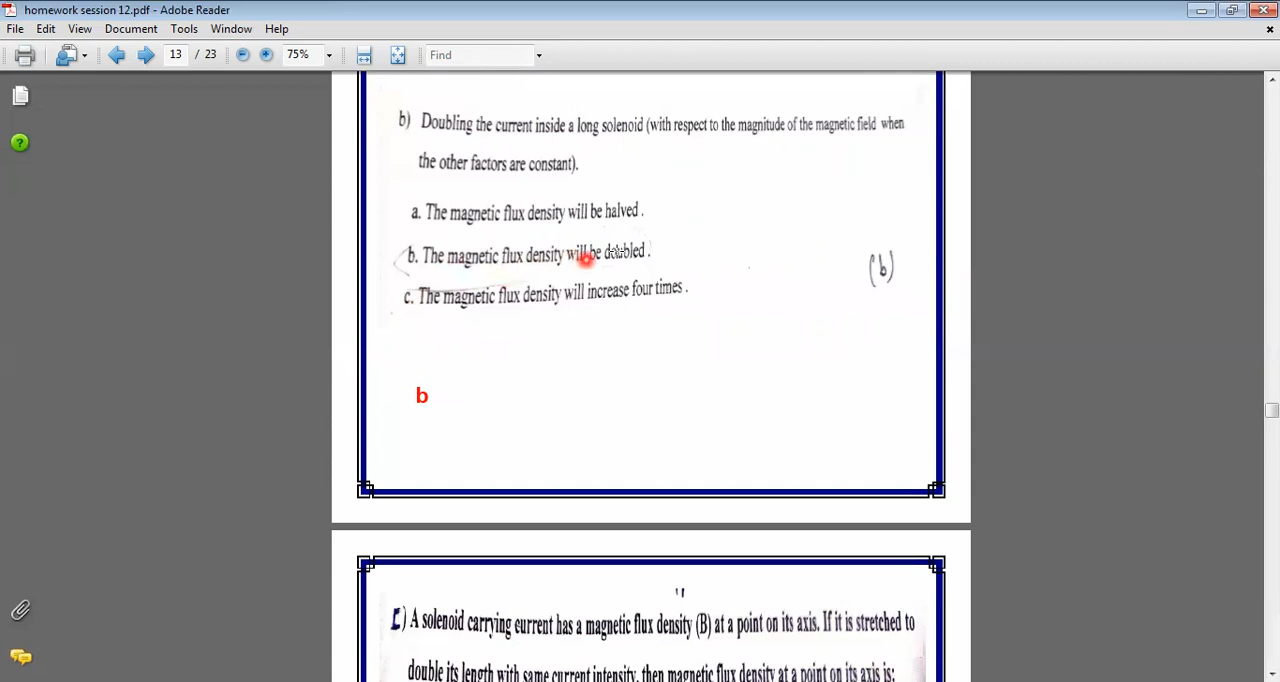 homework session 12.pdf - Adobe Reader
File Edit View Document Tools Window Help
13 / 23 75% Find
b) Doubling the current inside a long solenoid (with respect to the magnitude of the magnetic field when
the other factors are constant).
a. The magnetic flux density will be halved .
b. The magnetic flux density will be doubled .
(b)
c. The magnetic flux density will increase four times .
b
C) A solenoid carrying current has a magnetic flux density (B) at a point on its axis. If it is stretched to
double its length with same current intensity, then magnetic flux density at a point on its axis is: